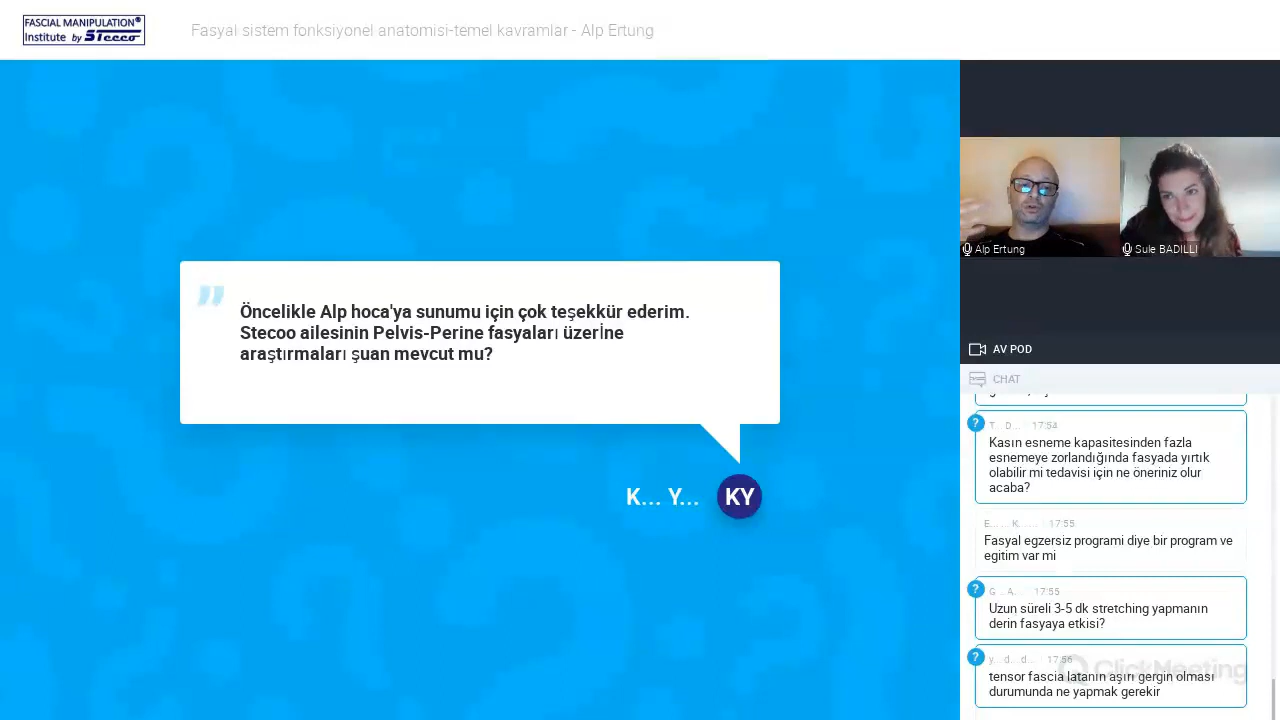 FASCIAL MANIPULATION®
Institute by Stecco
Fasyal sistem fonksiyonel anatomisi-temel kavramlar - Alp Ertung
Öncelikle Alp hoca'ya sunumu için çok teşekkür ederim.
Stecoo ailesinin Pelvis-Perine fasyaları üzerİne
araştırmaları şuan mevcut mu?
K... Y...
KY
Alp Ertung
Sule BADILLI
AV POD
CHAT
? T... D... 17:54
Kasın esneme kapasitesinden fazla
esnemeye zorlandığında fasyada yırtık
olabilir mi tedavisi için ne öneriniz olur
acaba?
E... K... 17:55
Fasyal egzersiz programi diye bir program ve
egitim var mi
? G... A... 17:55
Uzun süreli 3-5 dk stretching yapmanın
derin fasyaya etkisi?
? y...d...d... 17:56
ClickMeeting
tensor fascia latanın aşırı gergin olması
durumunda ne yapmak gerekir